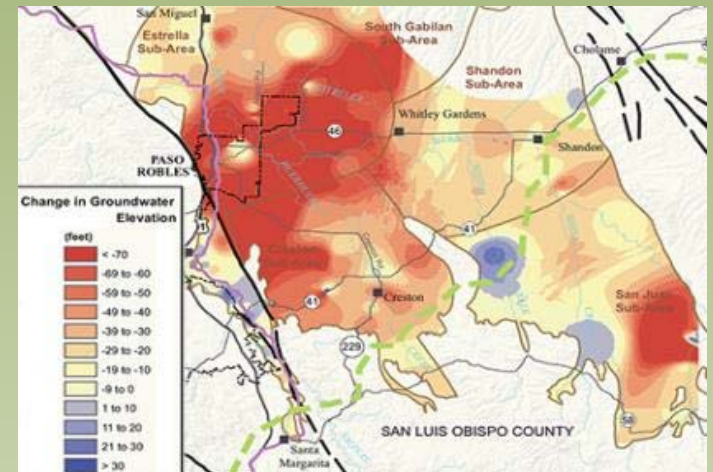 San Miguel
Estrella
Sub-Area
South Gabilan
Sub-Area
Cholame
Shandon
Sub-Area
Whitley Gardens
46
Shandon
PASO
ROBLES
Change in Groundwater
Elevation
(feet)
< -70
-69 to -60
-59 to -50
-49 to -40
-39 to -30
-29 to -20
-19 to -10
-9 to 0
1 to 10
11 to 20
21 to 30
> 30
41
41
Creston
San Juan
Sub-Area
229
58
SAN LUIS OBISPO COUNTY
Santa
Margarita